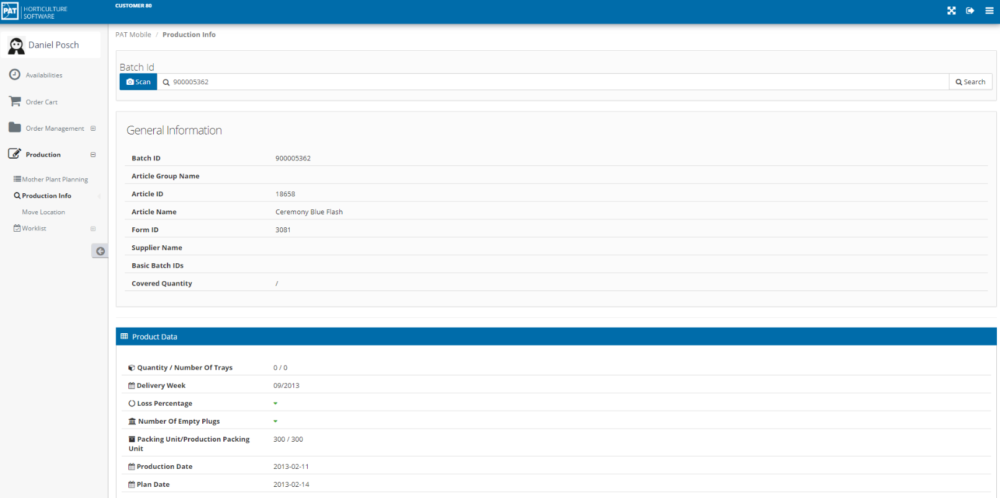 PAT HORTICULTURE
SOFTWARE
CUSTOMER 80
Daniel Posch
Availabilities
Order Cart
Order Management
Production
Mother Plant Planning
Production Info
Move Location
Worklist
PAT Mobile / Production Info
Batch Id
Scan 900005362 Search
General Information
Batch ID 900005362
Article Group Name
Article ID 18658
Article Name Ceremony Blue Flash
Form ID 3081
Supplier Name
Basic Batch IDs
Covered Quantity /
Product Data
Quantity / Number Of Trays 0 / 0
Delivery Week 09/2013
Loss Percentage
Number Of Empty Plugs
Packing Unit/Production Packing 300 / 300
Unit
Production Date 2013-02-11
Plan Date 2013-02-14